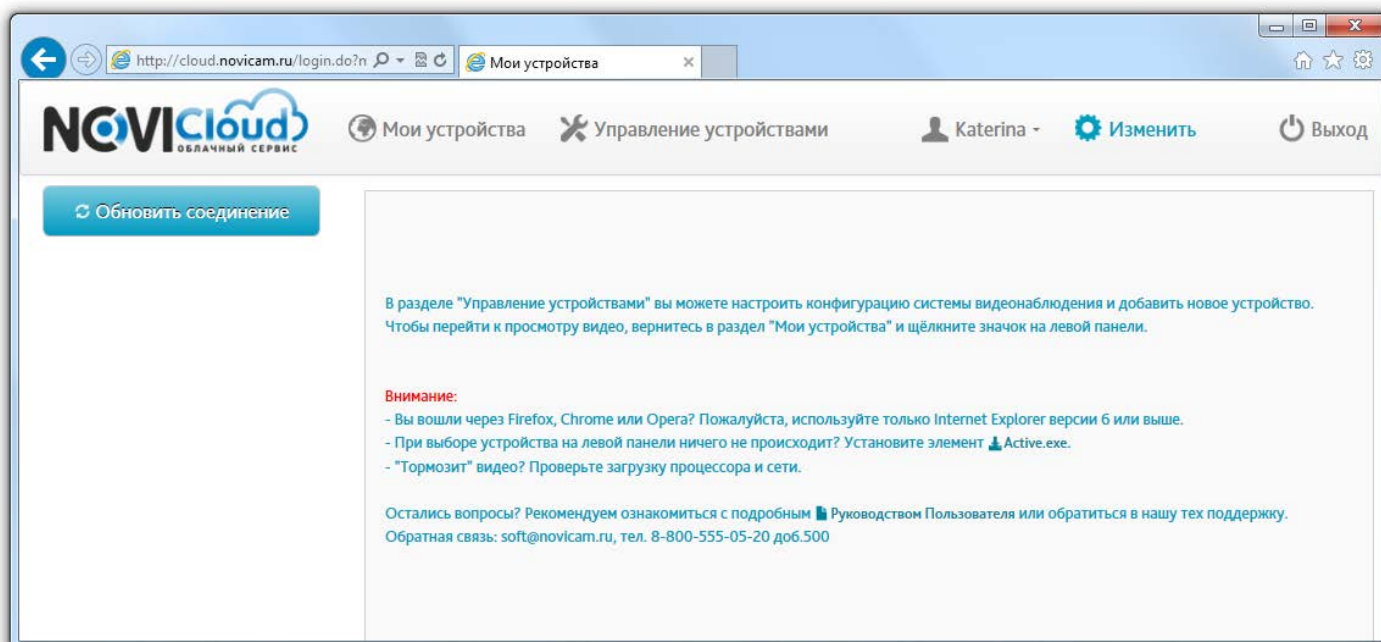 http://cloud.novicam.ru/login.do?n
Мои устройства
NOVICloud
ОБЛАЧНЫЙ СЕРВИС
Мои устройства
Управление устройствами
Katerina
Изменить
Выход
Обновить соединение
В разделе "Управление устройствами" вы можете настроить конфигурацию системы видеонаблюдения и добавить новое устройство.
Чтобы перейти к просмотру видео, вернитесь в раздел "Мои устройства" и щёлкните значок на левой панели.
Внимание:
- Вы вошли через Firefox, Chrome или Opera? Пожалуйста, используйте только Internet Explorer версии 6 или выше.
- При выборе устройства на левой панели ничего не происходит? Установите элемент Active.exe.
- "Тормозит" видео? Проверьте загрузку процессора и сети.
Остались вопросы? Рекомендуем ознакомиться с подробным Руководством Пользователя или обратиться в нашу тех поддержку.
Обратная связь: soft@novicam.ru, тел. 8-800-555-05-20 доб.500